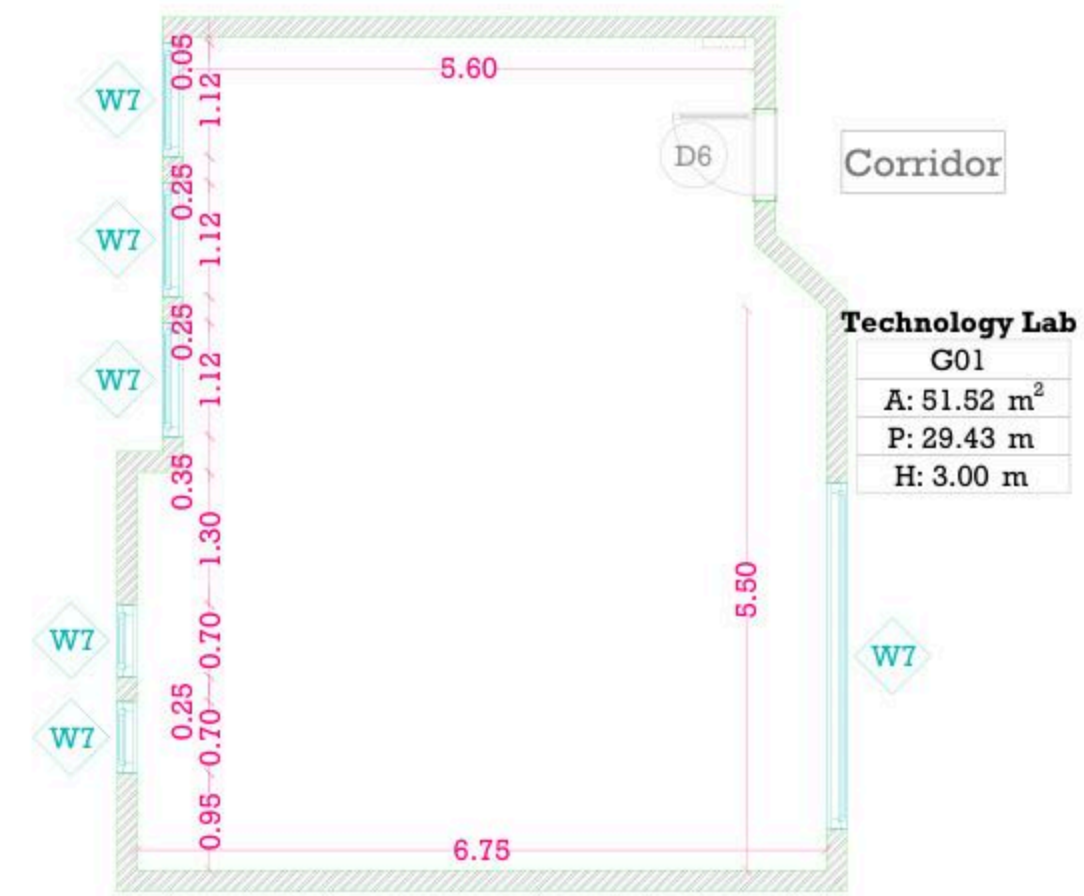 0.05
5.60
1.12
W7
D6
Corridor
0.25
1.12
W7
0.25
Technology Lab
G01
A: 51.52 m²
P: 29.43 m
H: 3.00 m
1.12
W7
0.35
1.30
5.50
0.70
W7
W7
0.25
0.70
W7
0.95
6.75